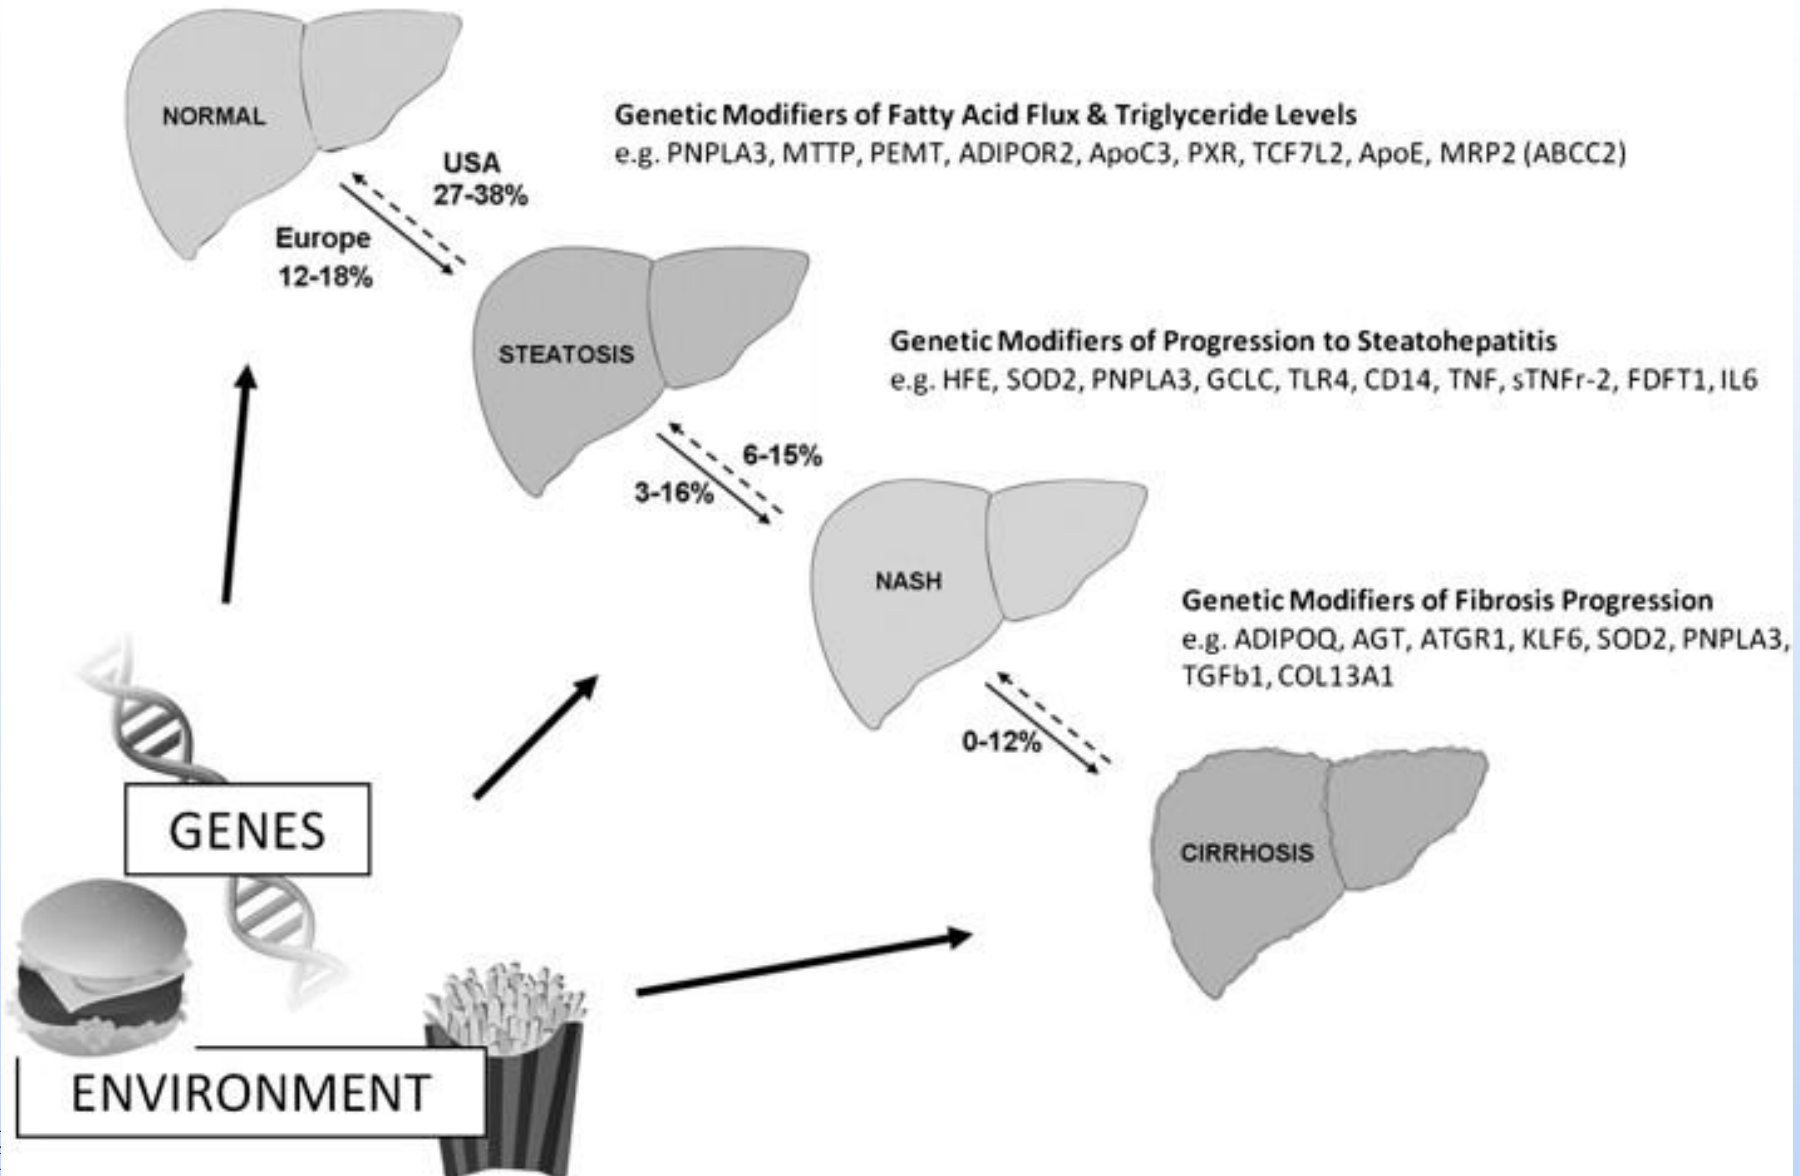 NORMAL
Genetic Modifiers of Fatty Acid Flux & Triglyceride Levels
e.g. PNPLA3, MTTP, PEMT, ADIPOR2, ApoC3, PXR, TCF7L2, ApoE, MRP2 (ABCC2)
USA
27-38%
Europe
12-18%
STEATOSIS
Genetic Modifiers of Progression to Steatohepatitis
e.g. HFE, SOD2, PNPLA3, GCLC, TLR4, CD14, TNF, sTNFr-2, FDFT1, IL6
6-15%
3-16%
NASH
Genetic Modifiers of Fibrosis Progression
e.g. ADIPOQ, AGT, ATGR1, KLF6, SOD2, PNPLA3,
TGFb1, COL13A1
0-12%
CIRRHOSIS
GENES
ENVIRONMENT